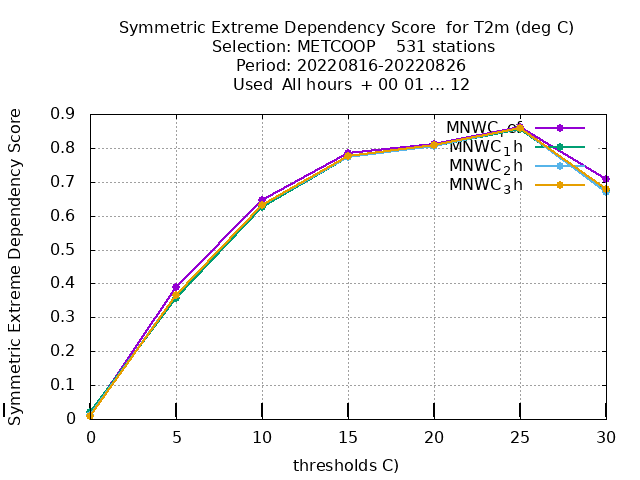 Symmetric Extreme Dependency Score for T2m (deg C)
Selection: METCOOP 531 stations
Period: 20220816-20220826
Used All hours + 00 01 ... 12
Symmetric Extreme Dependency Score
0.9
0.8
0.7
0.6
0.5
0.4
0.3
0.2
0.1
0
MNWC_ref
MNWC_1h
MNWC_2h
MNWC_3h
0 5 10 15 20 25 30
thresholds C)